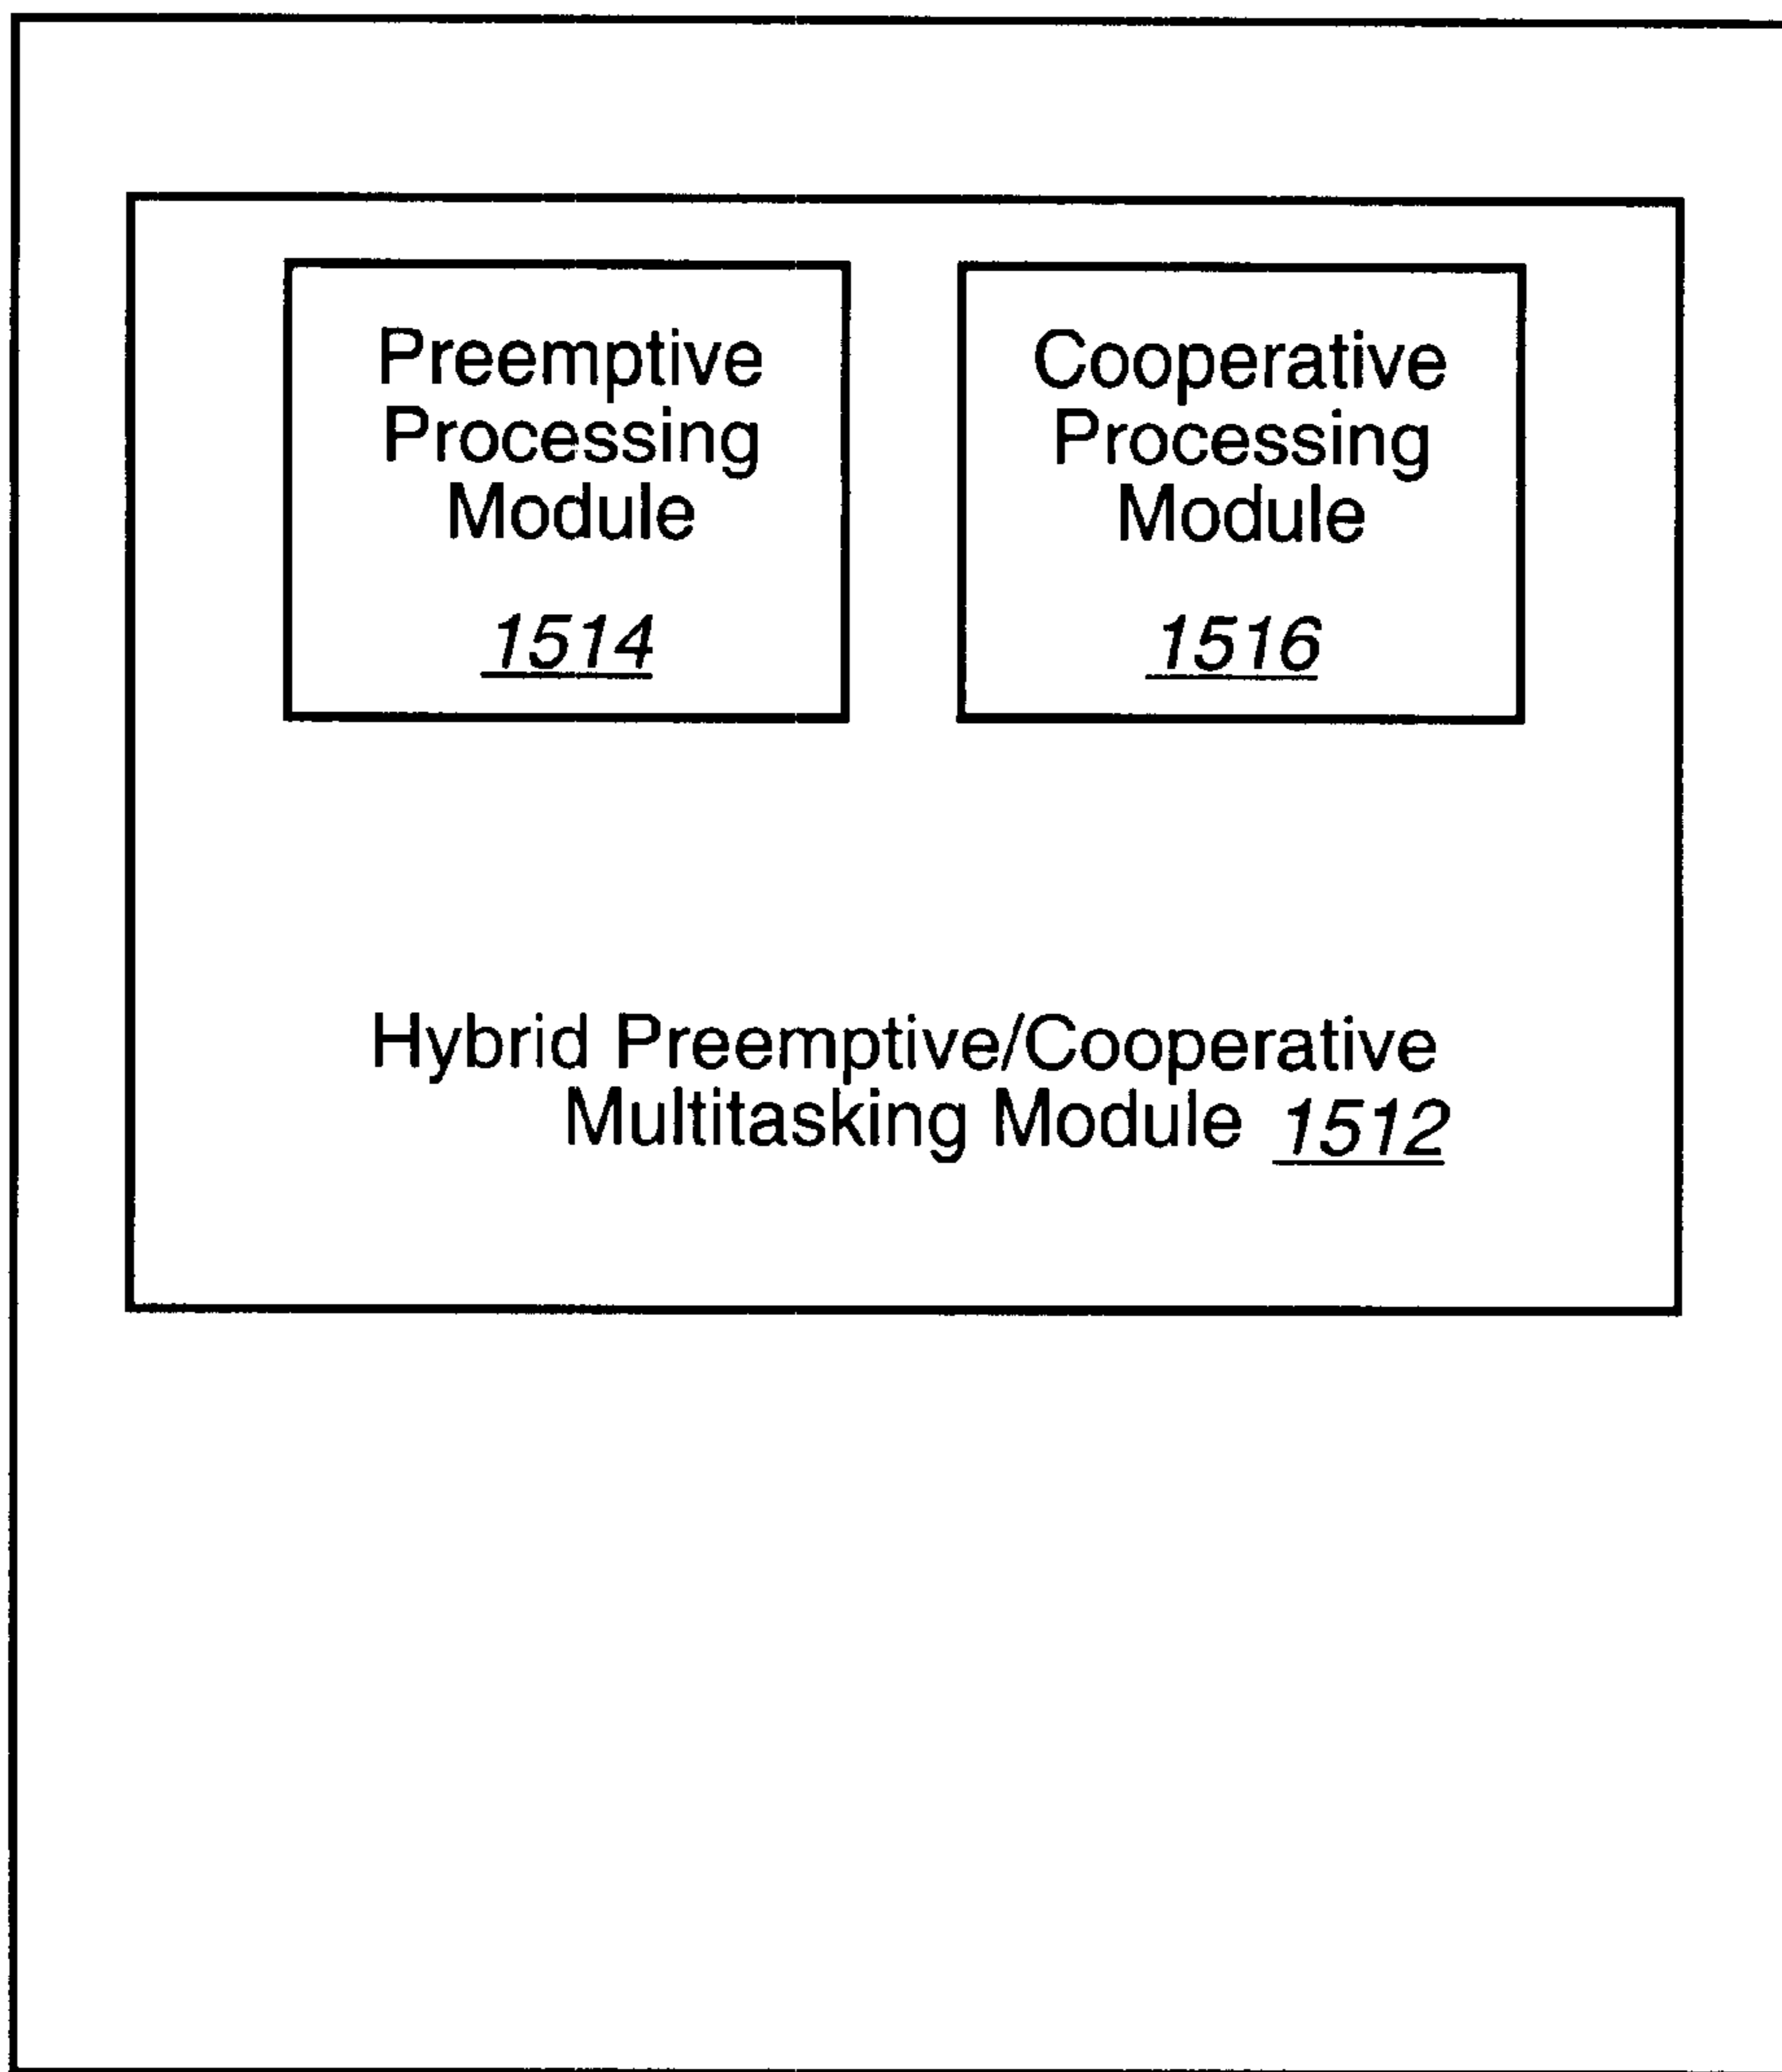 Preemptive
Processing
Module
1514
Cooperative
Processing
Module
1516
Hybrid Preemptive/Cooperative
Multitasking Module 1512